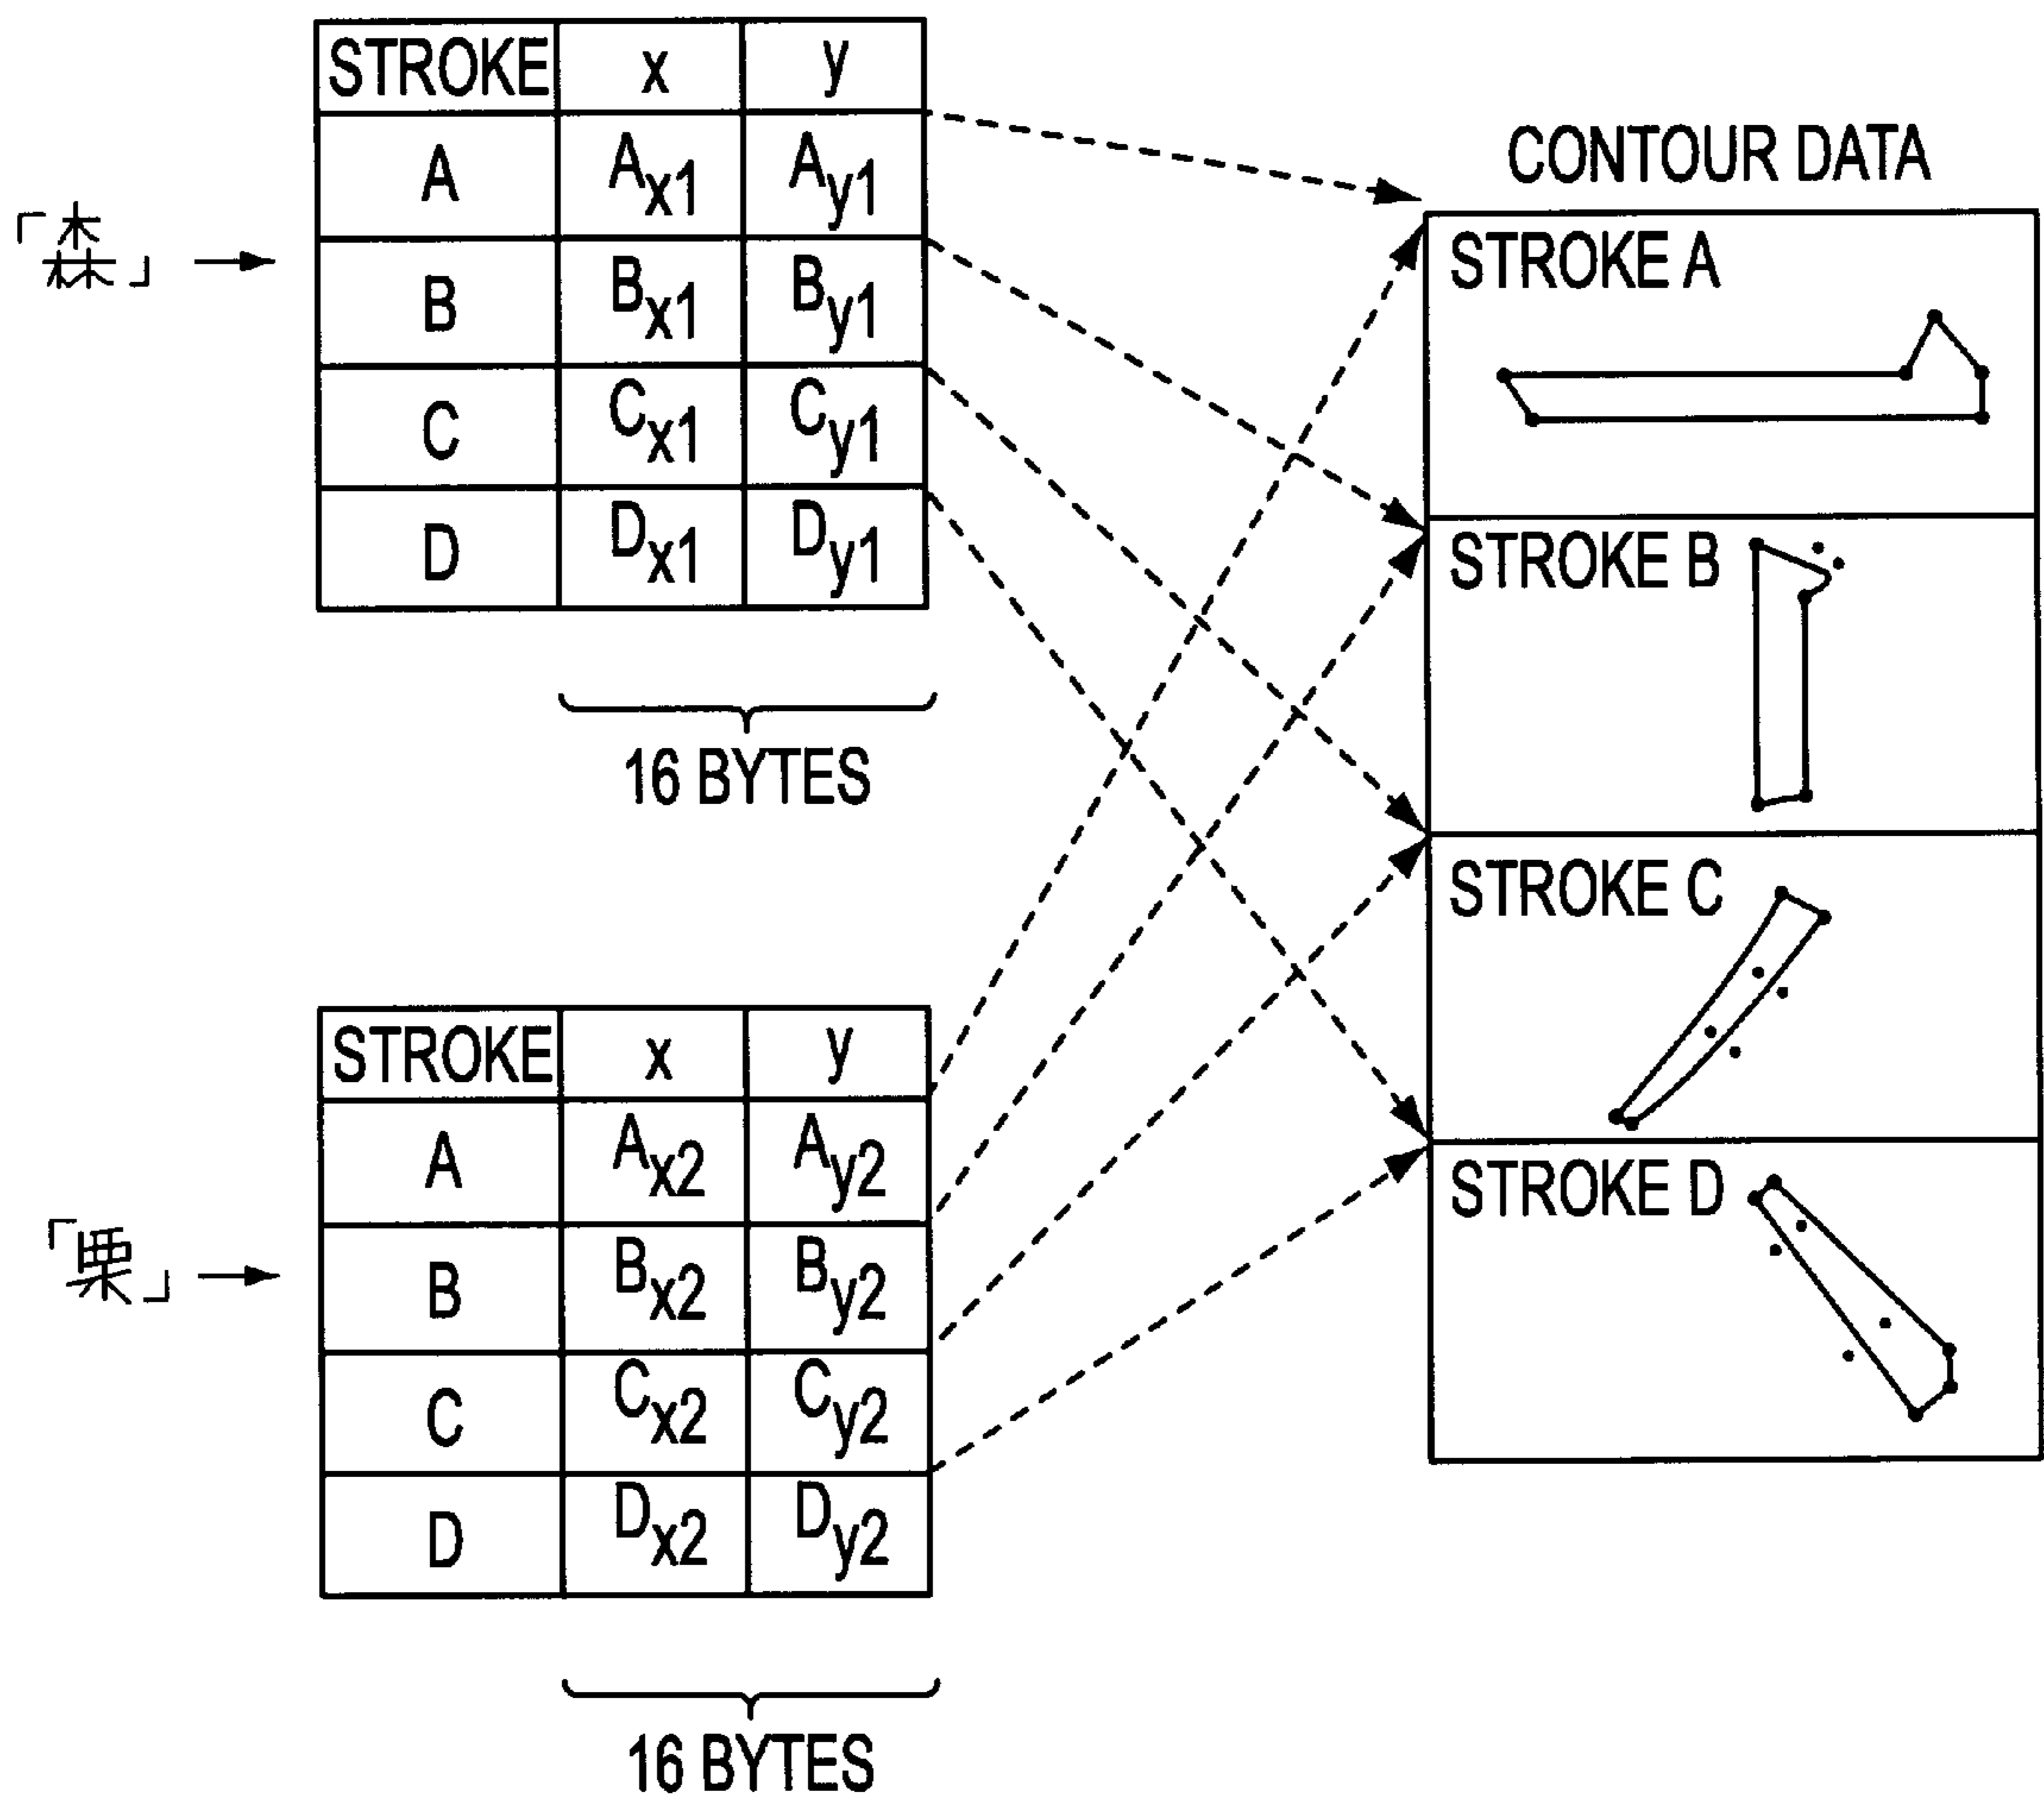 STROKE x y
「森」
A Ax1 Ay1
B Bx1 By1
C Cx1 Cy1
D Dx1 Dy1
16 BYTES
「栗」
STROKE x y
A Ax2 Ay2
B Bx2 By2
C Cx2 Cy2
D Dx2 Dy2
16 BYTES
CONTOUR DATA
STROKE A
STROKE B
STROKE C
STROKE D